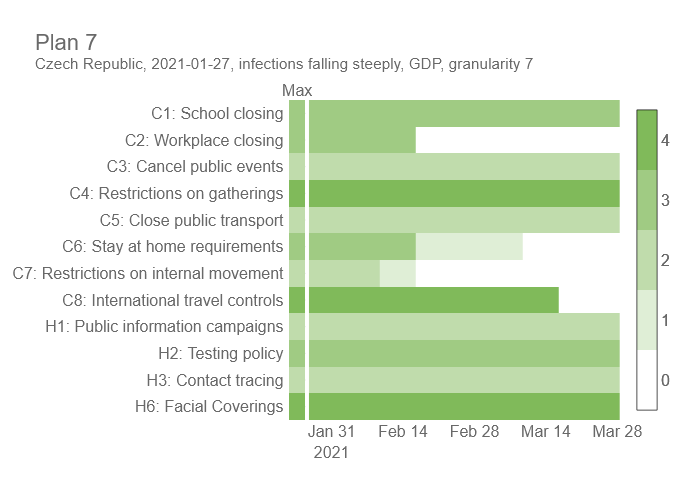 Plan 7
Czech Republic, 2021-01-27, infections falling steeply, GDP, granularity 7
Max
C1: School closing
C2: Workplace closing
C3: Cancel public events
C4: Restrictions on gatherings
C5: Close public transport
C6: Stay at home requirements
C7: Restrictions on internal movement
C8: International travel controls
H1: Public information campaigns
H2: Testing policy
H3: Contact tracing
H6: Facial Coverings
Jan 31 Feb 14 Feb 28 Mar 14 Mar 28
2021
4
3
2
1
0